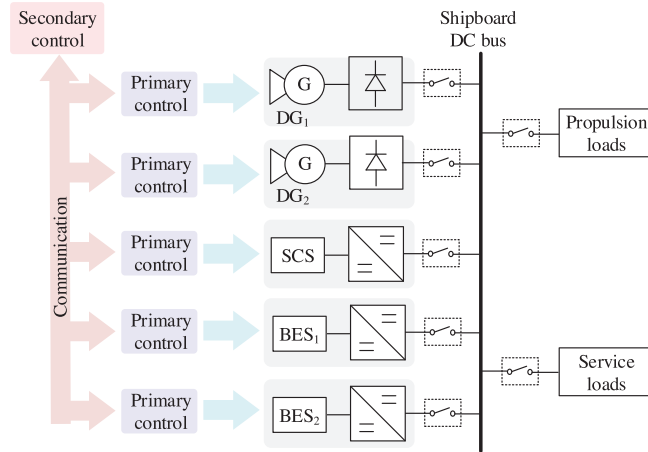 Secondary
control
Shipboard
DC bus
Primary
control
G
DG₁
Propulsion
loads
Primary
control
G
DG₂
Communication
Primary
control
SCS
Primary
control
BES₁
Service
loads
Primary
control
BES₂